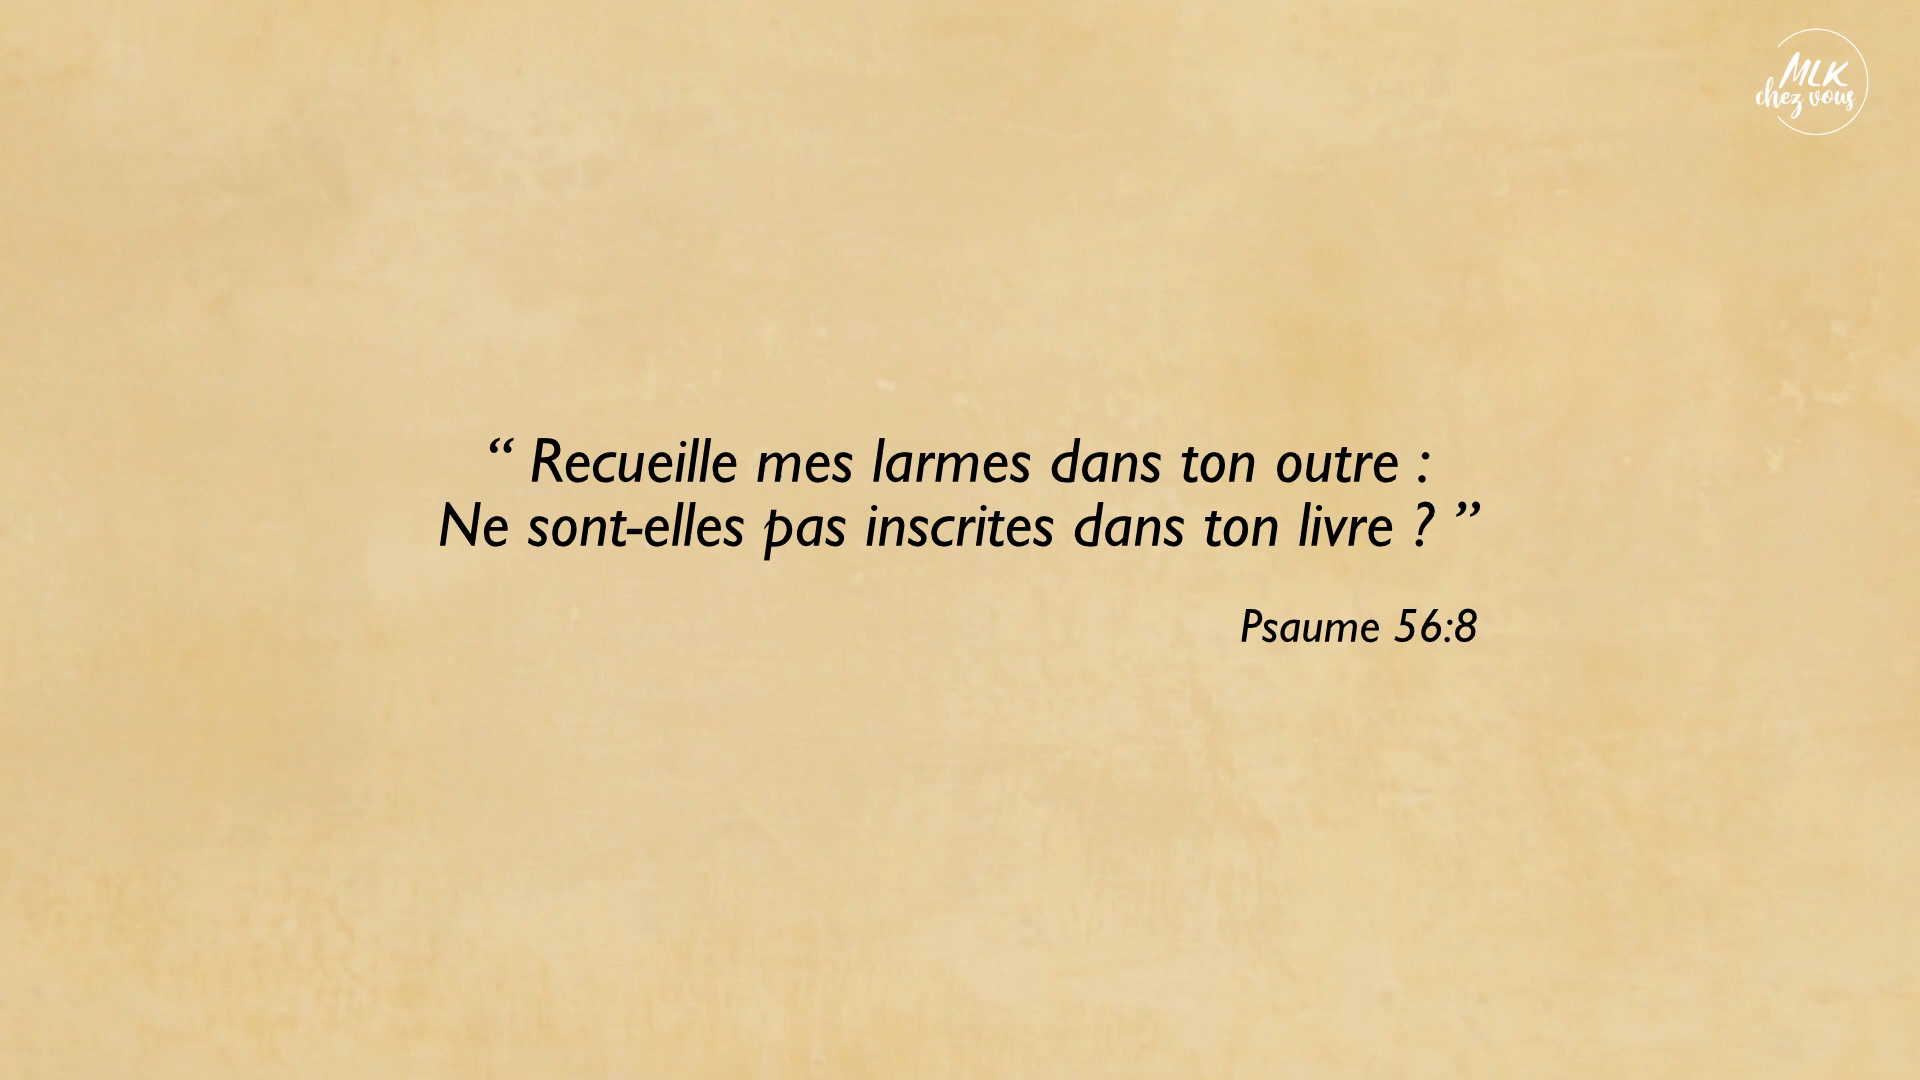 MLK
chez vous
“ Recueille mes larmes dans ton outre :
Ne sont-elles pas inscrites dans ton livre ? ”
Psaume 56:8